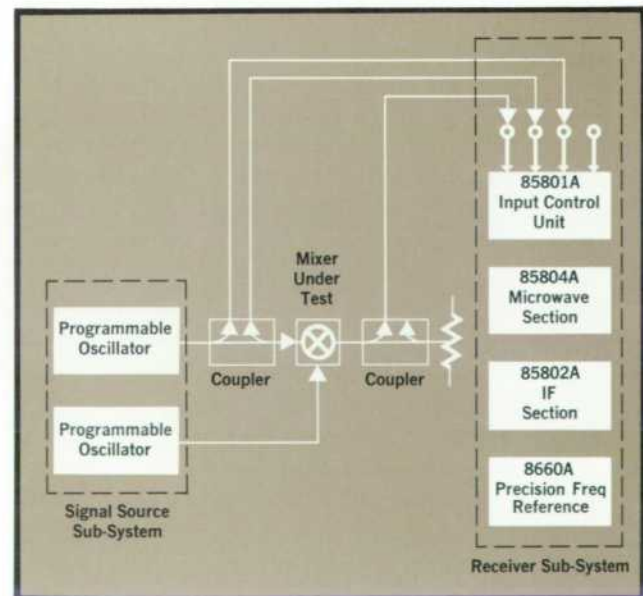 85801A
Input Control
Unit
Mixer
Under
Test
85804A
Microwave
Section
Programmable
Oscillator
Coupler
Coupler
85802A
IF
Section
Programmable
Oscillator
8660A
Precision Freq
Reference
Signal Source
Sub-System
Receiver Sub-System